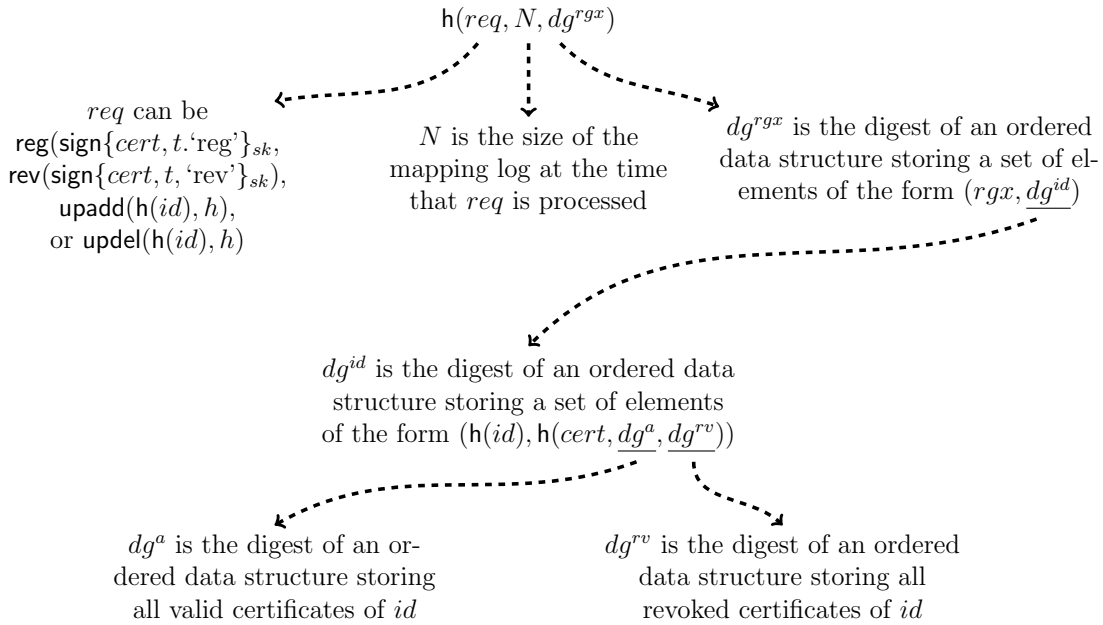 h(req, N, dg^{rgx})
req can be
reg(sign{cert, t.‘reg’}_{sk},
rev(sign{cert, t, ‘rev’}_{sk}),
upadd(h(id), h),
or updel(h(id), h)
N is the size of the
mapping log at the time
that req is processed
dg^{rgx} is the digest of an ordered
data structure storing a set of el-
ements of the form (rgx, dg^{id})
dg^{id} is the digest of an ordered data
structure storing a set of elements
of the form (h(id), h(cert, dg^{a}, dg^{rv}))
dg^{a} is the digest of an or-
dered data structure storing
all valid certificates of id
dg^{rv} is the digest of an ordered
data structure storing all
revoked certificates of id